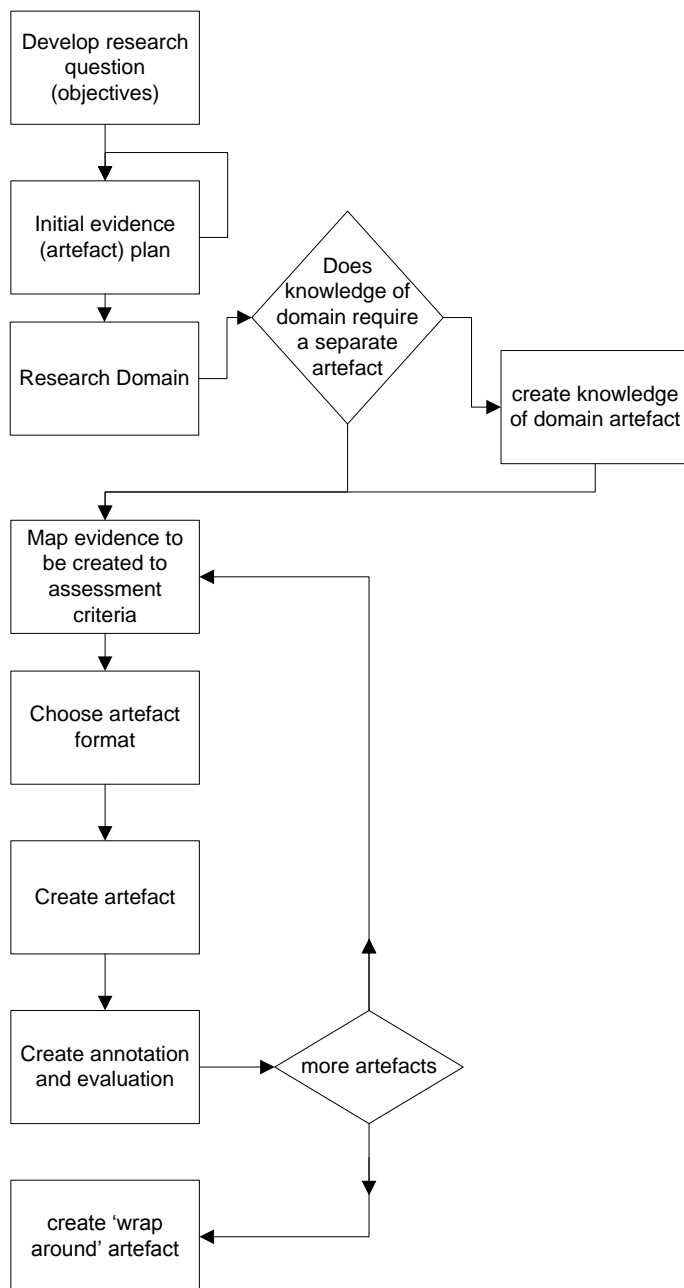 Develop research
question
(objectives)
Initial evidence
(artefact) plan
Research Domain
Does
knowledge of
domain require
a separate
artefact
create knowledge
of domain artefact
Map evidence to
be created to
assessment
criteria
Choose artefact
format
Create artefact
Create annotation
and evaluation
more artefacts
create ‘wrap
around’ artefact